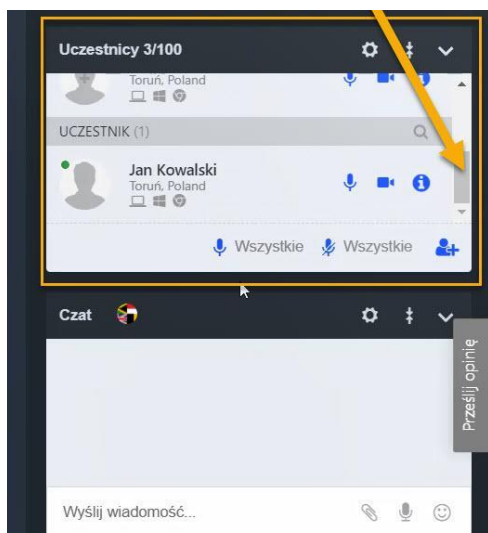 Uczestnicy 3/100
Toruń, Poland
UCZESTNIK (1)
Jan Kowalski
Toruń, Poland
Wszystkie Wszystkie
Czat
Prześlij opinię
Wyślij wiadomość...